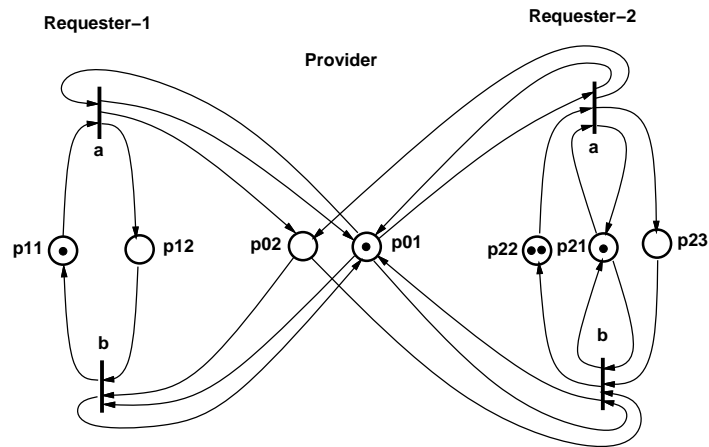 Requester−1
Requester−2
Provider
a
a
p11
p12
p02
p01
p22
p21
p23
b
b